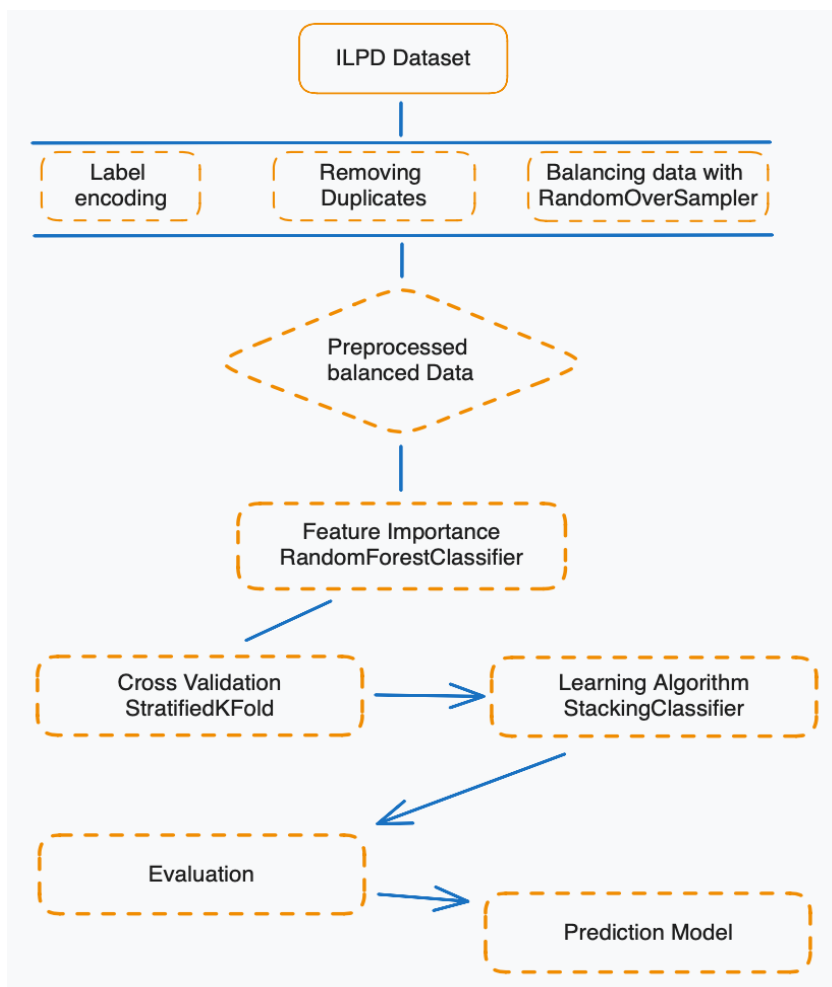 ILPD Dataset
Label
encoding
Removing
Duplicates
Balancing data with
RandomOverSampler
Preprocessed
balanced Data
Feature Importance
RandomForestClassifier
Cross Validation
StratifiedKFold
Learning Algorithm
StackingClassifier
Evaluation
Prediction Model